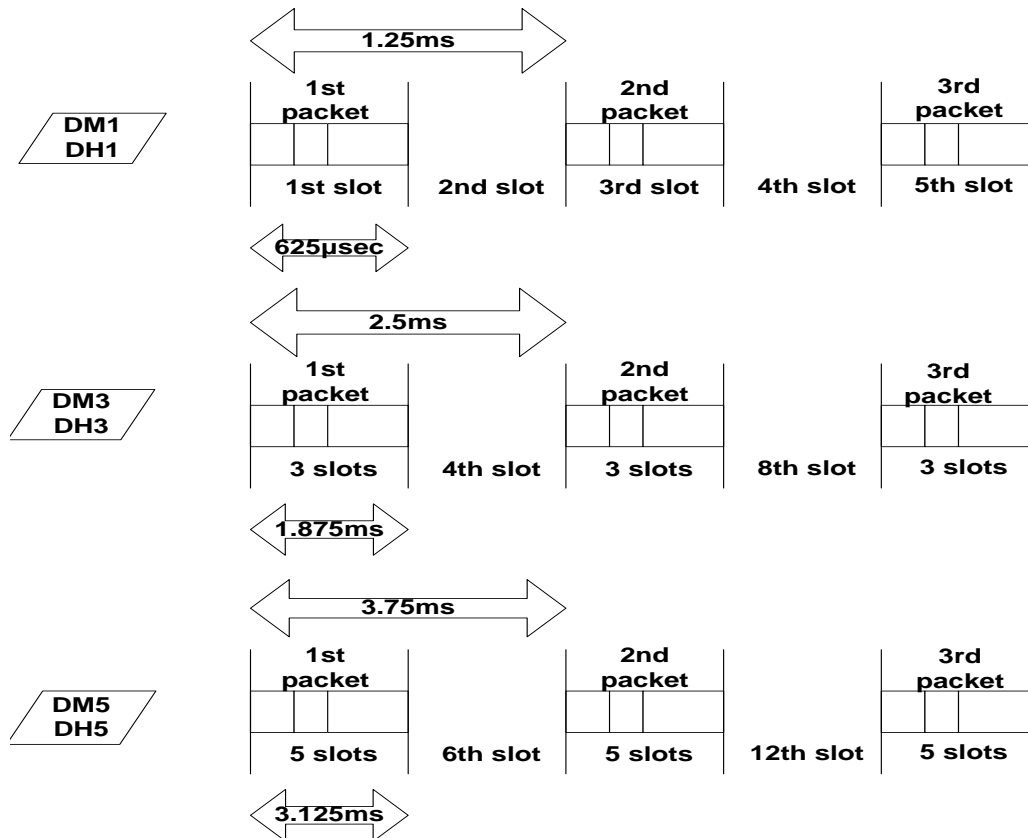 1.25ms
1st
packet
2nd
packet
3rd
packet
DM1
DH1
1st slot
2nd slot
3rd slot
4th slot
5th slot
625µsec
2.5ms
1st
packet
2nd
packet
3rd
packet
DM3
DH3
3 slots
4th slot
3 slots
8th slot
3 slots
1.875ms
3.75ms
1st
packet
2nd
packet
3rd
packet
DM5
DH5
5 slots
6th slot
5 slots
12th slot
5 slots
3.125ms